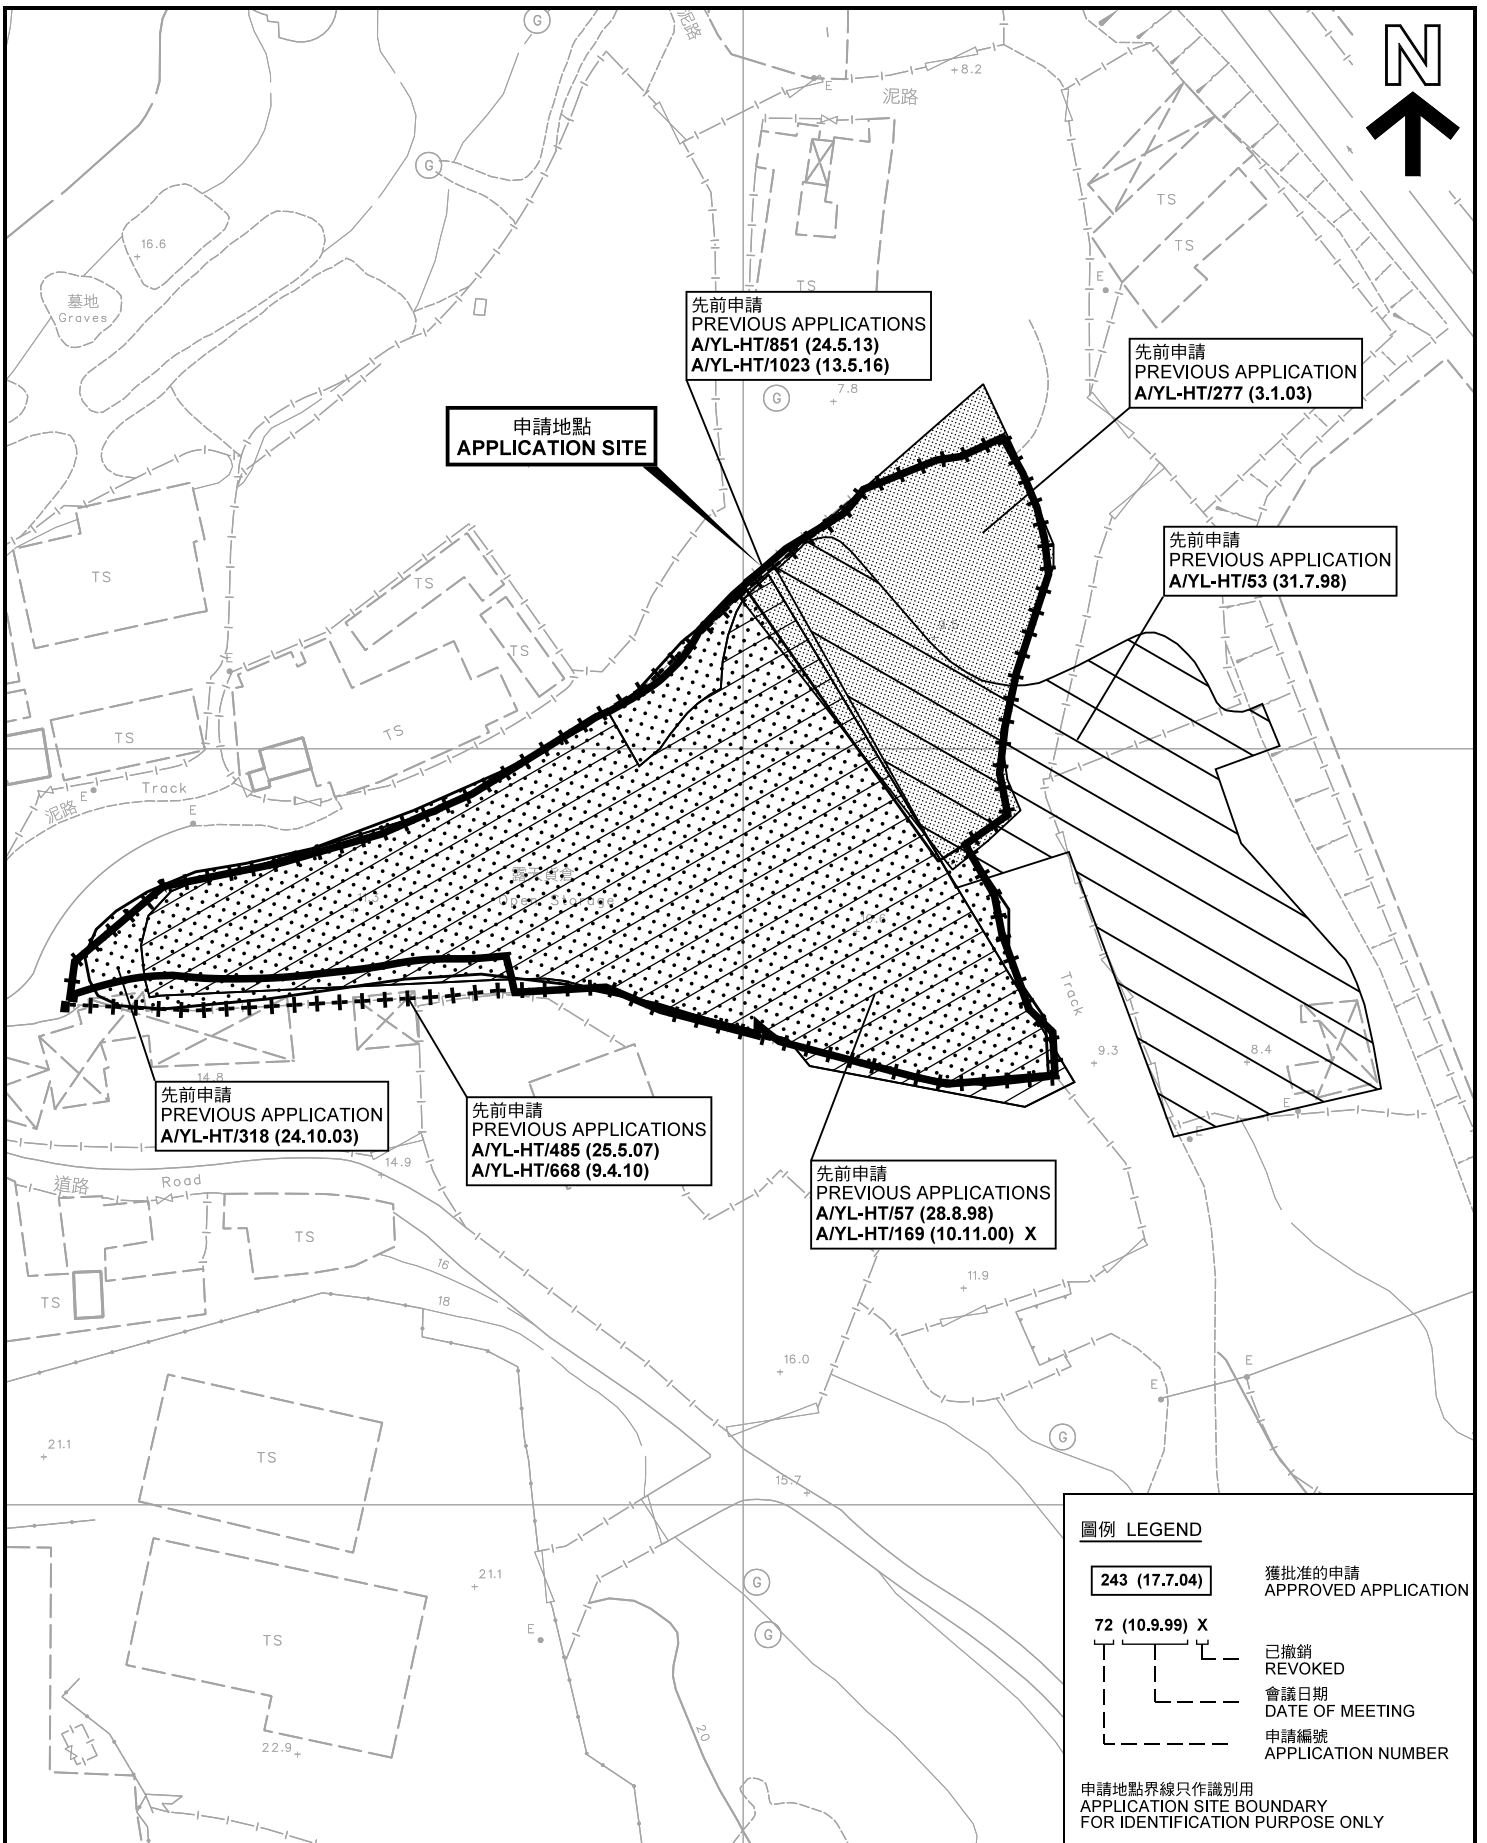 N
G
泥路
+8.2
E
泥路
TS
TS
E
G
16.6
墓地
Graves
TS
先前申請
PREVIOUS APPLICATIONS
A/YL-HT/851 (24.5.13)
A/YL-HT/1023 (13.5.16)
先前申請
PREVIOUS APPLICATION
A/YL-HT/277 (3.1.03)
G
7.8
申請地點
APPLICATION SITE
先前申請
PREVIOUS APPLICATION
A/YL-HT/53 (31.7.98)
TS
TS
TS
E
TS
TS
Track
泥路
E
E
露天貨倉
Open Storage
Track
9.3
8.4
E
E
14.8
先前申請
PREVIOUS APPLICATION
A/YL-HT/318 (24.10.03)
先前申請
PREVIOUS APPLICATIONS
A/YL-HT/485 (25.5.07)
A/YL-HT/668 (9.4.10)
14.9
先前申請
PREVIOUS APPLICATIONS
A/YL-HT/57 (28.8.98)
A/YL-HT/169 (10.11.00) X
道路
Road
TS
16
18
TS
11.9
16.0
E
E
G
21.1
TS
15.7
21.1
G
G
E
TS
22.9
20
圖例 LEGEND
243 (17.7.04)
獲批准的申請
APPROVED APPLICATION
72 (10.9.99) X
已撤銷
REVOKED
會議日期
DATE OF MEETING
申請編號
APPLICATION NUMBER
申請地點界線只作識別用
APPLICATION SITE BOUNDARY
FOR IDENTIFICATION PURPOSE ONLY